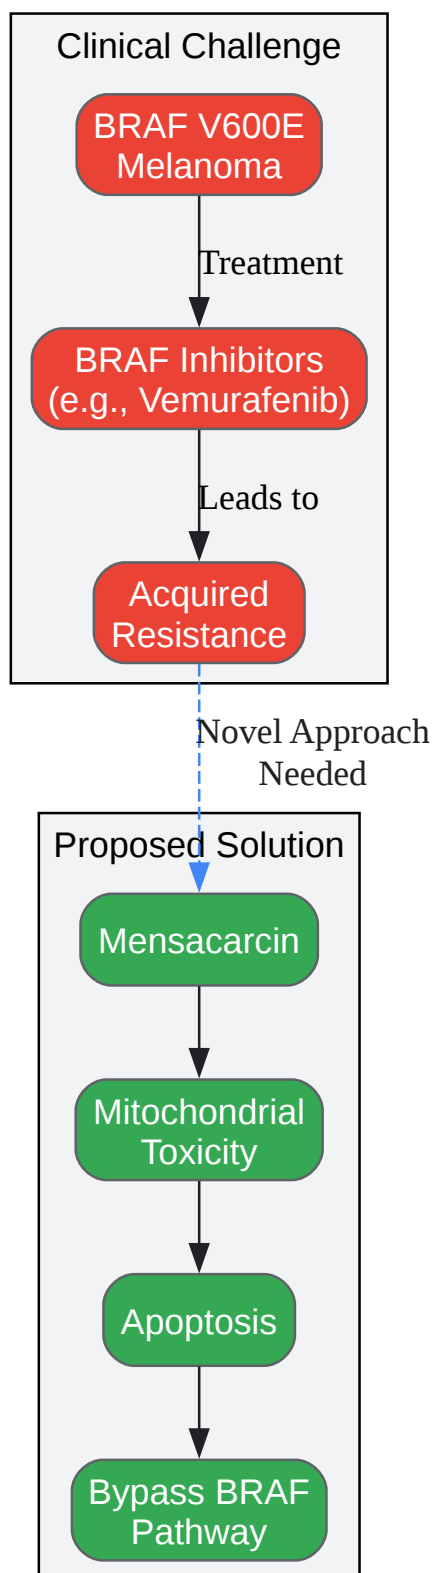 Clinical Challenge
BRAF V600E
Melanoma
Treatment
BRAF Inhibitors
(e.g., Vemurafenib)
Leads to
Acquired
Resistance
Novel Approach
Needed
Proposed Solution
Mensacarcin
Mitochondrial
Toxicity
Apoptosis
Bypass BRAF
Pathway